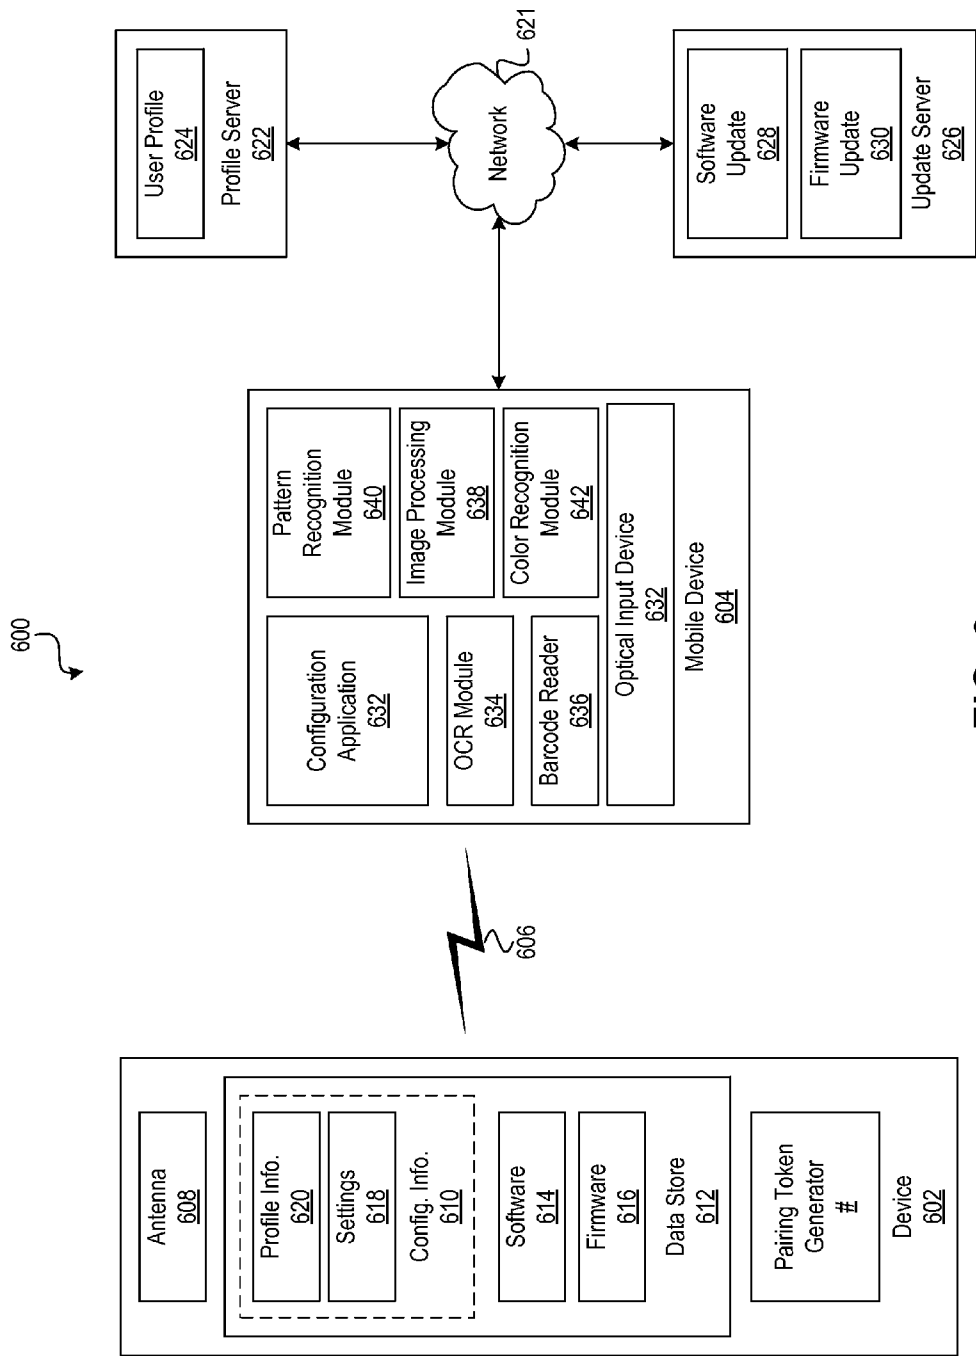 600
User Profile
624
Profile Server
622
621
Network
Software
Update
628
Firmware
Update
630
Update Server
626
Pattern
Recognition
Module
640
Image Processing
Module
638
Color Recognition
Module
642
Configuration
Application
632
OCR Module
634
Barcode Reader
636
Optical Input Device
632
Mobile Device
604
606
Antenna
608
Profile Info.
620
Settings
618
Config. Info.
610
Software
614
Firmware
616
Data Store
612
Pairing Token
Generator
#
Device
602